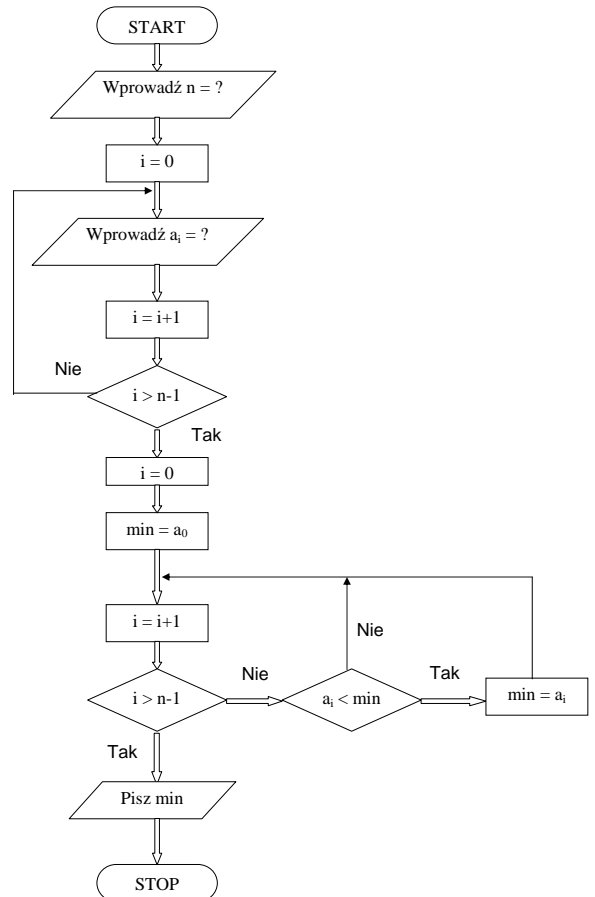 START
Wprowadź n = ?
i = 0
Wprowadź aᵢ = ?
i = i+1
Nie
i > n-1
Tak
i = 0
min = a₀
i = i+1
Nie
i > n-1
Nie
aᵢ < min
Tak
min = aᵢ
Tak
Pisz min
STOP